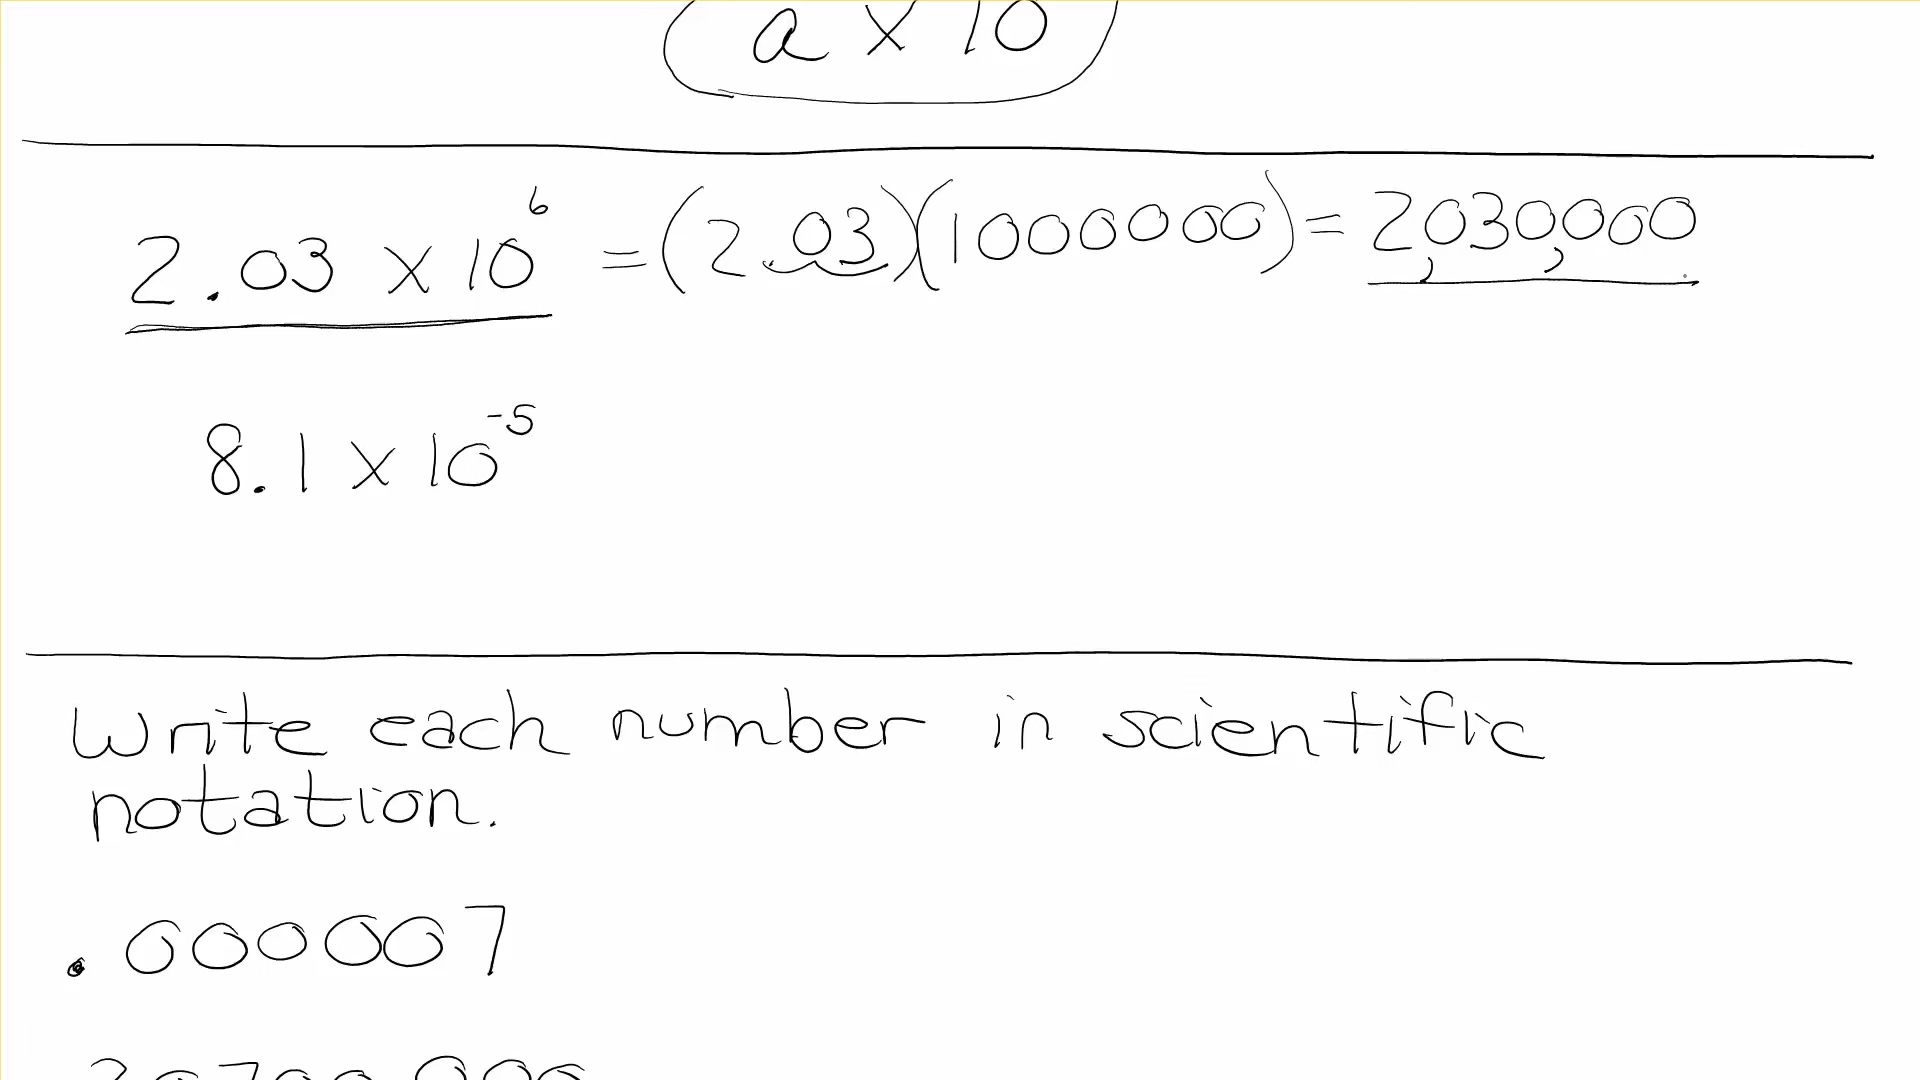 a x 10
2.03 x 10^6 = (2.03)(1000000) = 2,030,000
8.1 x 10^-5
Write each number in scientific
notation.
.000007